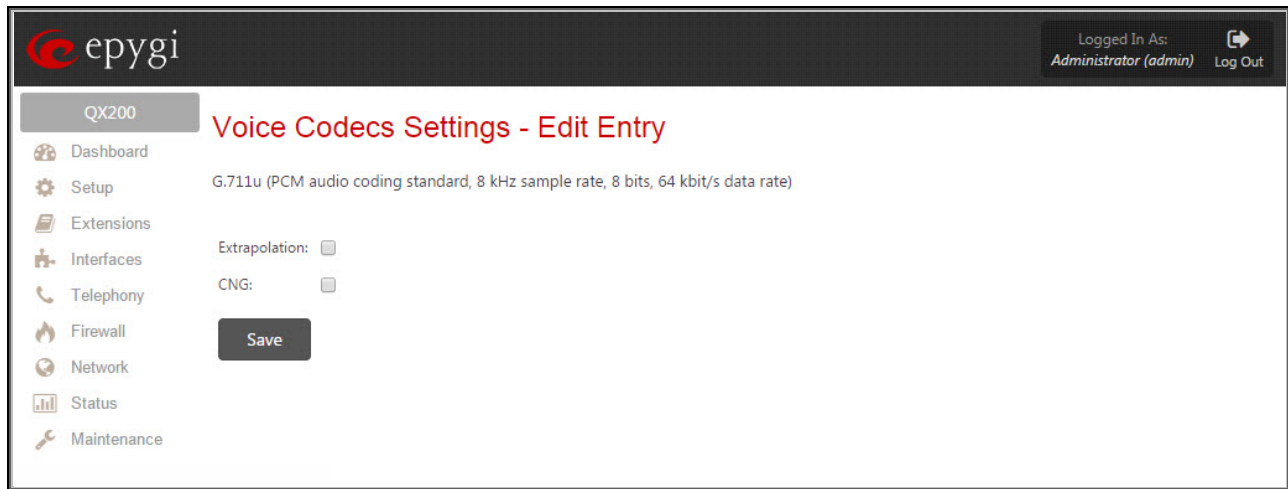 epygi
Logged In As:
Administrator (admin)
Log Out
QX200
Dashboard
Setup
Extensions
Interfaces
Telephony
Firewall
Network
Status
Maintenance
Voice Codecs Settings - Edit Entry
G.711u (PCM audio coding standard, 8 kHz sample rate, 8 bits, 64 kbit/s data rate)
Extrapolation:
CNG:
Save